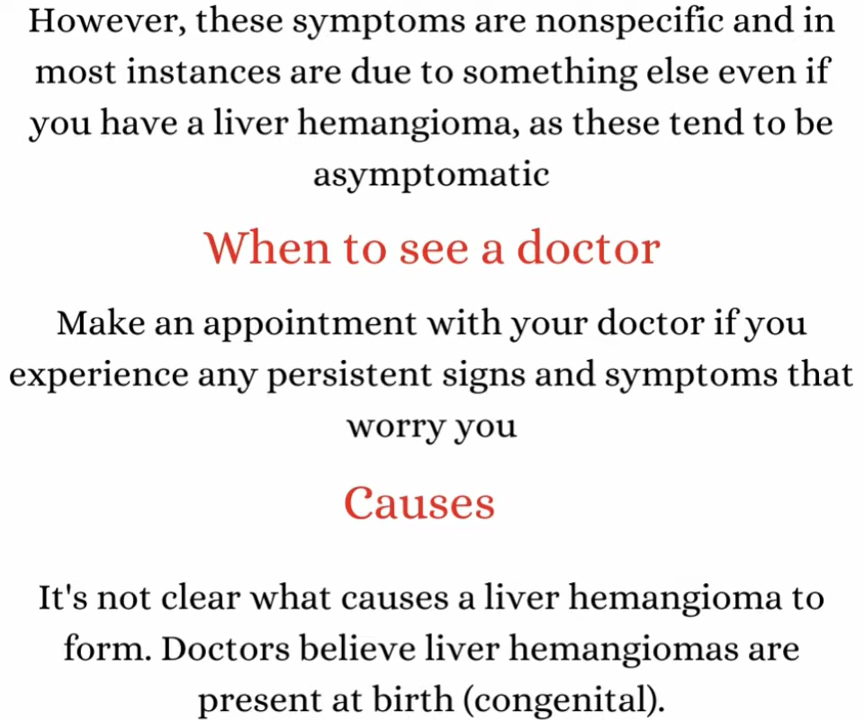 However, these symptoms are nonspecific and in
most instances are due to something else even if
you have a liver hemangioma, as these tend to be
asymptomatic
When to see a doctor
Make an appointment with your doctor if you
experience any persistent signs and symptoms that
worry you
Causes
It's not clear what causes a liver hemangioma to
form. Doctors believe liver hemangiomas are
present at birth (congenital).